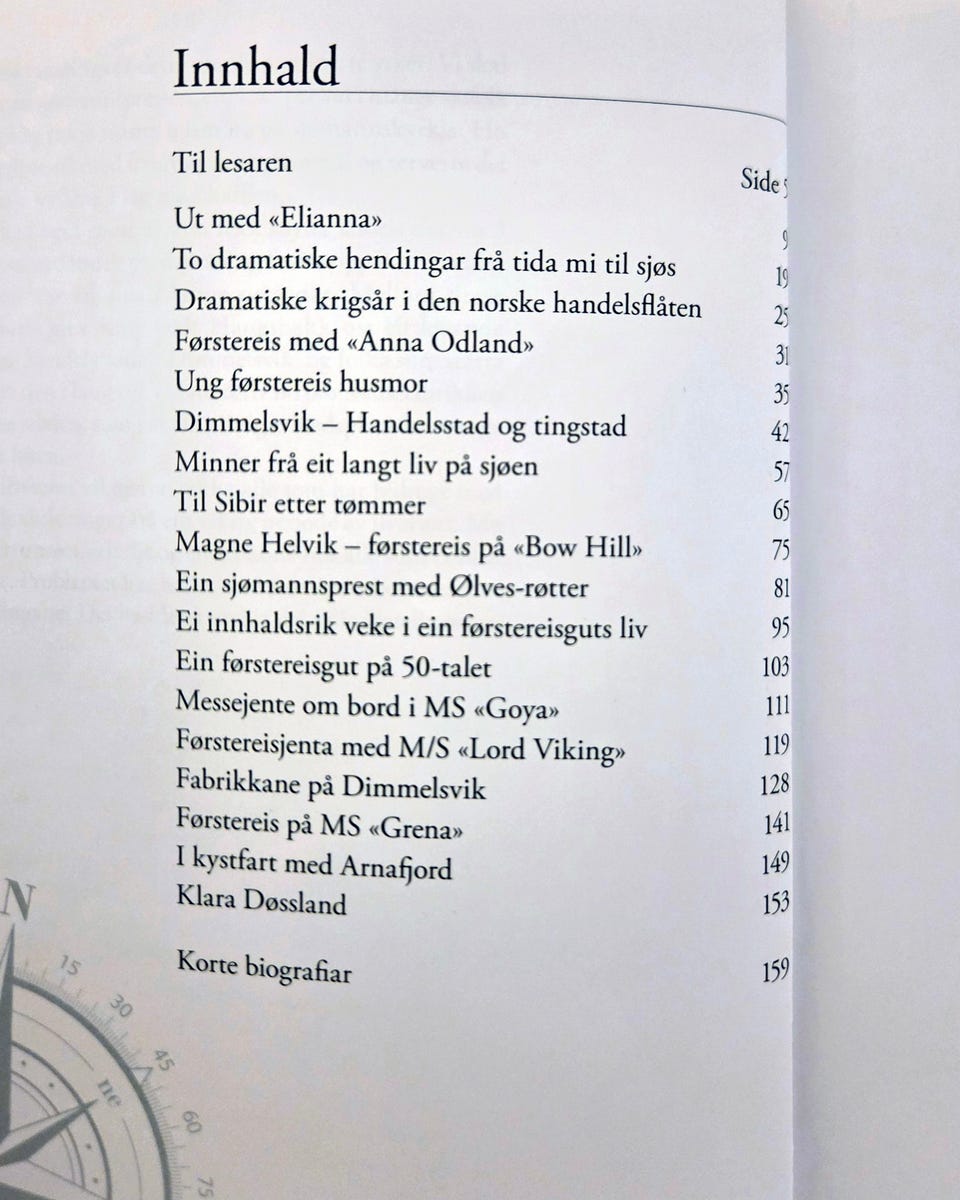 Innhald
Til lesaren Side 5
Ut med «Elianna» 9
To dramatiske hendingar frå tida mi til sjøs 19
Dramatiske krigsår i den norske handelsflåten 25
Førstereis med «Anna Odland» 31
Ung førstereis husmor 35
Dimmelsvik – Handelsstad og tingstad 42
Minner frå eit langt liv på sjøen 57
Til Sibir etter tømmer 65
Magne Helvik – førstereis på «Bow Hill» 75
Ein sjømannsprest med Ølves-røtter 81
Ei innhaldsrik veke i ein førstereisguts liv 95
Ein førstereisgut på 50-talet 103
Messejente om bord i MS «Goya» 111
Førstereisjenta med M/S «Lord Viking» 119
Fabrikkane på Dimmelsvik 128
Førstereis på MS «Grena» 141
I kystfart med Arnafjord 149
Klara Døssland 153
Korte biografiar 159
N
15
30
45
ne
60
75